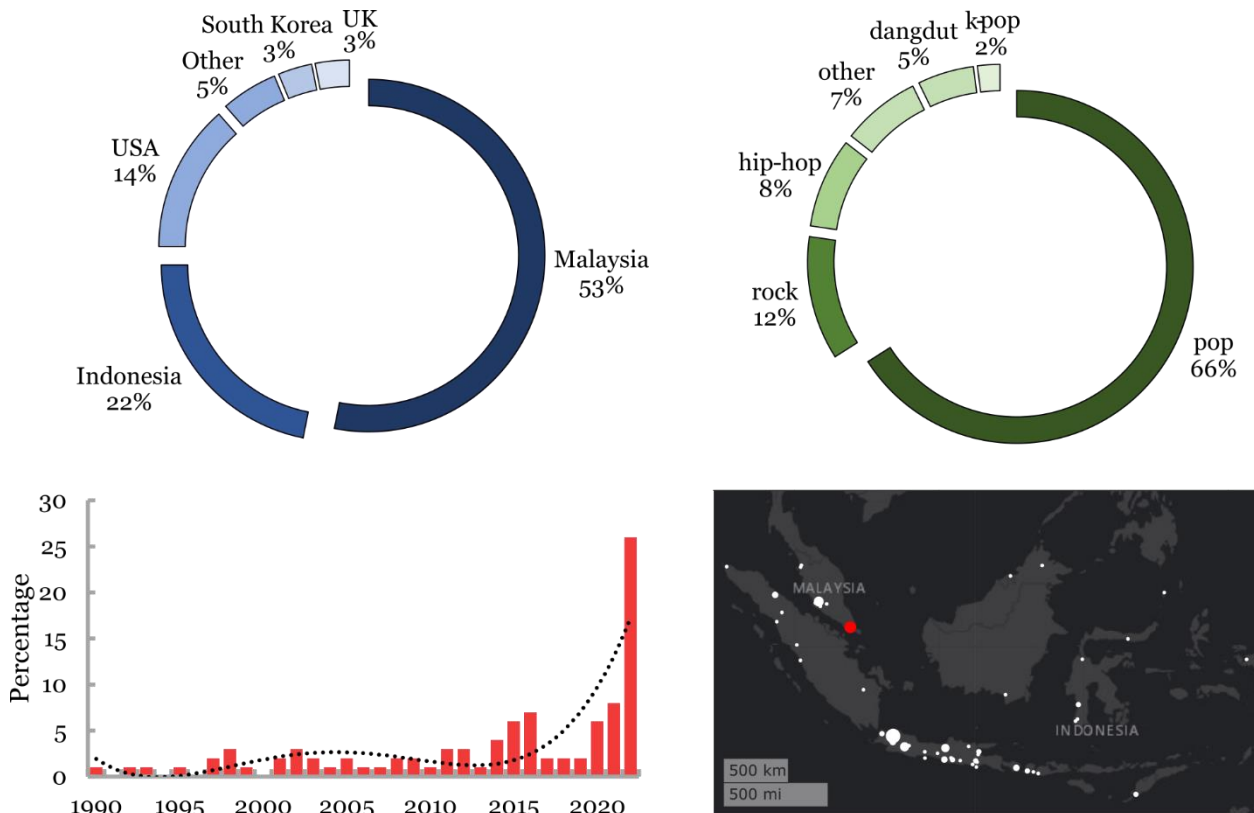 South Korea
3%
UK
3%
Other
5%
USA
14%
Malaysia
53%
Indonesia
22%
k-pop
2%
dangdut
5%
other
7%
hip-hop
8%
rock
12%
pop
66%
30
25
20
15
10
5
0
Percentage
1990
1995
2000
2005
2010
2015
2020
MALAYSIA
INDONESIA
500 km
500 mi